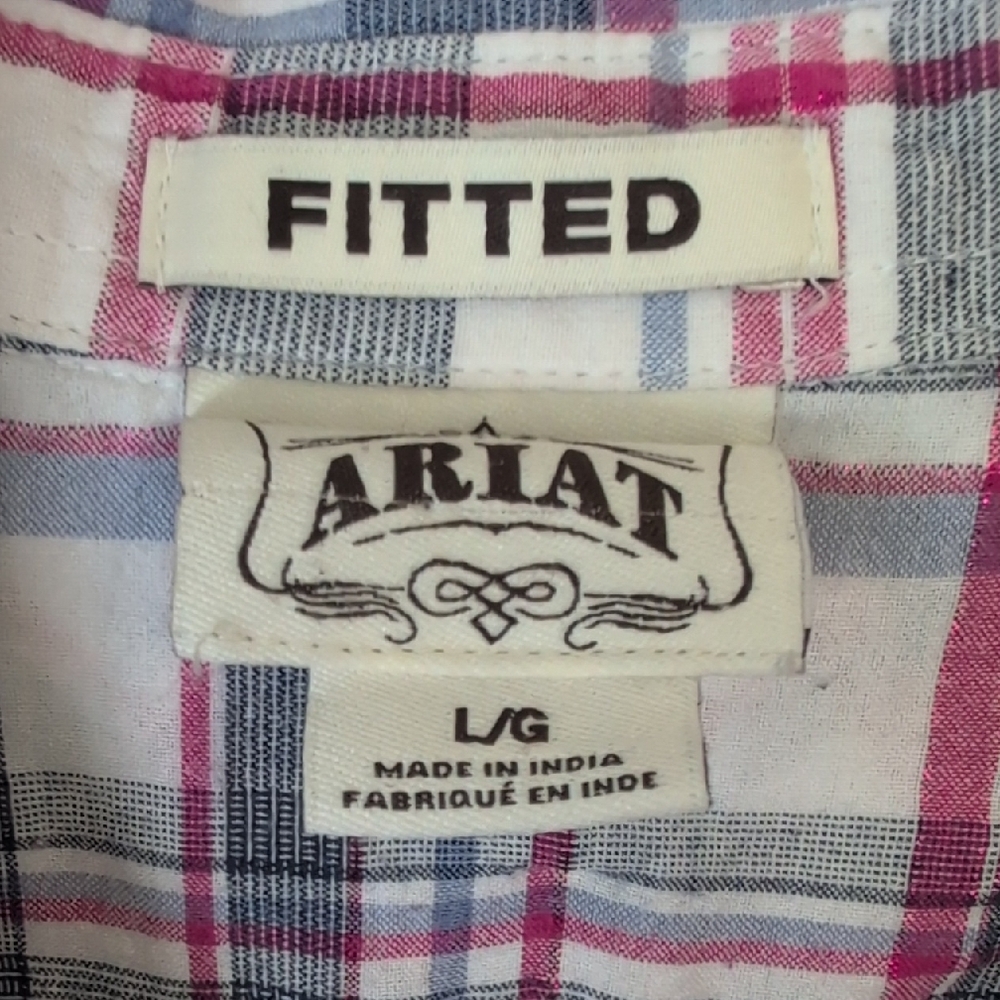 FITTED
ARIAT
L/G
MADE IN INDIA
FABRIQUÉ EN INDE